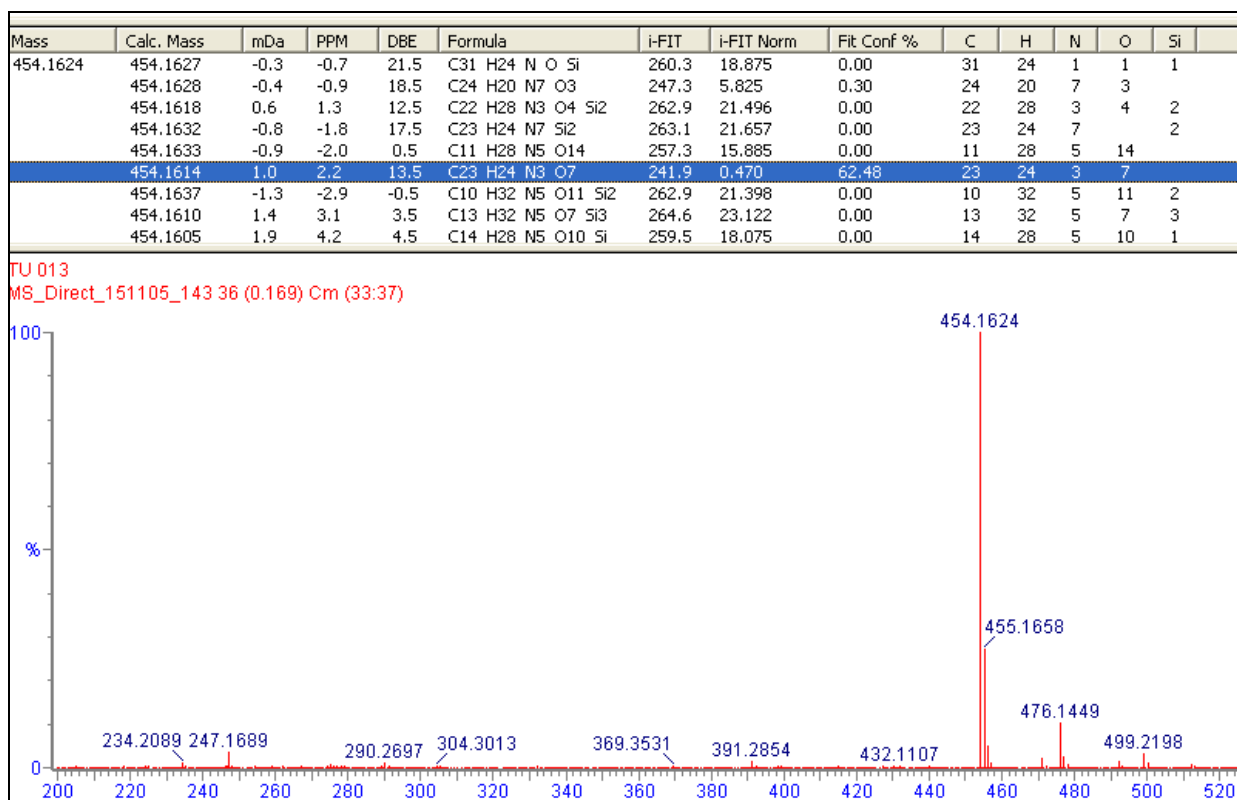 Mass Calc. Mass mDa PPM DBE Formula i-FIT i-FIT Norm Fit Conf % C H N O Si
454.1624 454.1627 -0.3 -0.7 21.5 C31 H24 N O Si 260.3 18.875 0.00 31 24 1 1 1
454.1628 -0.4 -0.9 18.5 C24 H20 N7 O3 247.3 5.825 0.30 24 20 7 3
454.1618 0.6 1.3 12.5 C22 H28 N3 O4 Si2 262.9 21.496 0.00 22 28 3 4 2
454.1632 -0.8 -1.8 17.5 C23 H24 N7 Si2 263.1 21.657 0.00 23 24 7 2
454.1633 -0.9 -2.0 0.5 C11 H28 N5 O14 257.3 15.885 0.00 11 28 5 14
454.1614 1.0 2.2 13.5 C23 H24 N3 O7 241.9 0.470 62.48 23 24 3 7
454.1637 -1.3 -2.9 -0.5 C10 H32 N5 O11 Si2 262.9 21.398 0.00 10 32 5 11 2
454.1610 1.4 3.1 3.5 C13 H32 N5 O7 Si3 264.6 23.122 0.00 13 32 5 7 3
454.1605 1.9 4.2 4.5 C14 H28 N5 O10 Si 259.5 18.075 0.00 14 28 5 10 1
TU 013
MS_Direct_151105_143 36 (0.169) Cm (33:37)
454.1624
100
455.1658
%
476.1449
234.2089 247.1689 290.2697 304.3013 369.3531 391.2854 432.1107 499.2198
0
200 220 240 260 280 300 320 340 360 380 400 420 440 460 480 500 520